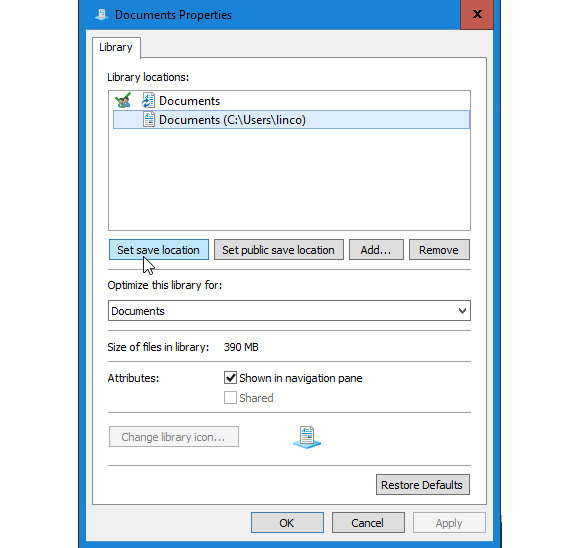 Documents Properties
x
Library
Library locations:
Documents
Documents (C:\Users\linco)
Set save location
Set public save location
Add...
Remove
Optimize this library for:
Documents
Size of files in library: 390 MB
Attributes:
Shown in navigation pane
Shared
Change library icon...
Restore Defaults
OK
Cancel
Apply